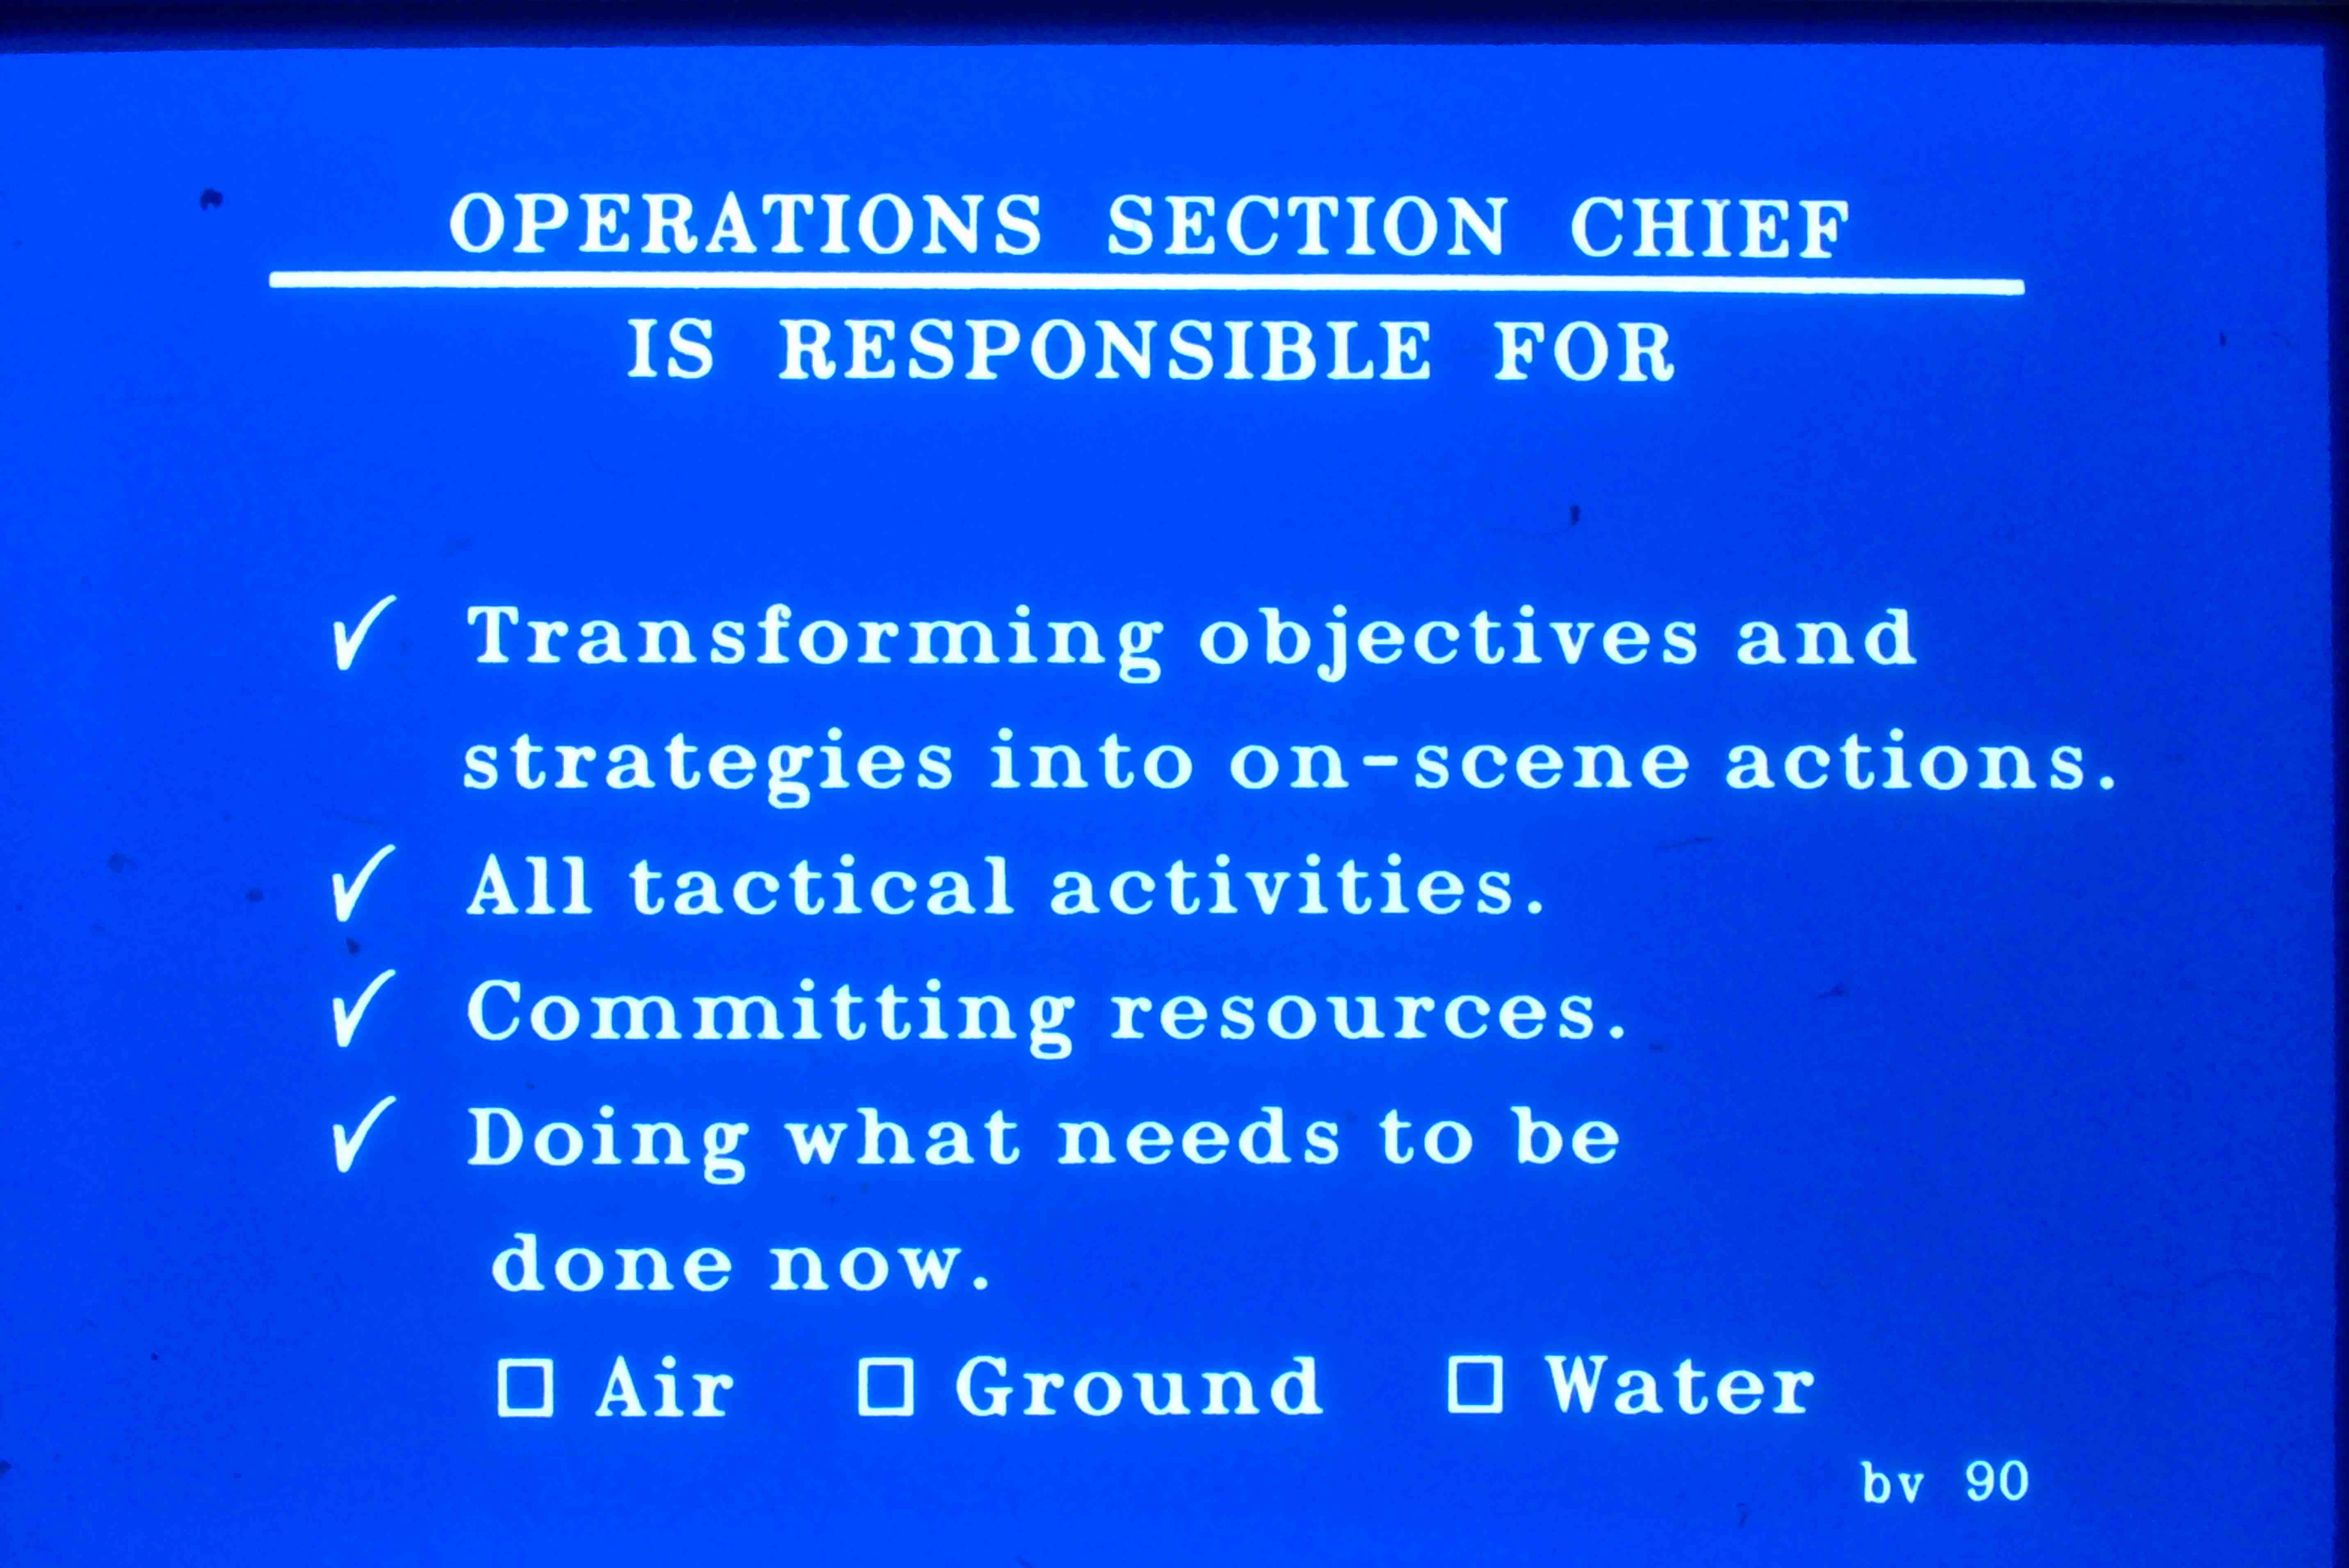 OPERATIONS SECTION CHIEF
IS RESPONSIBLE FOR
✓ Transforming objectives and
strategies into on-scene actions.
✓ All tactical activities.
✓ Committing resources.
✓ Doing what needs to be
done now.
☐ Air ☐ Ground ☐ Water
bv 90